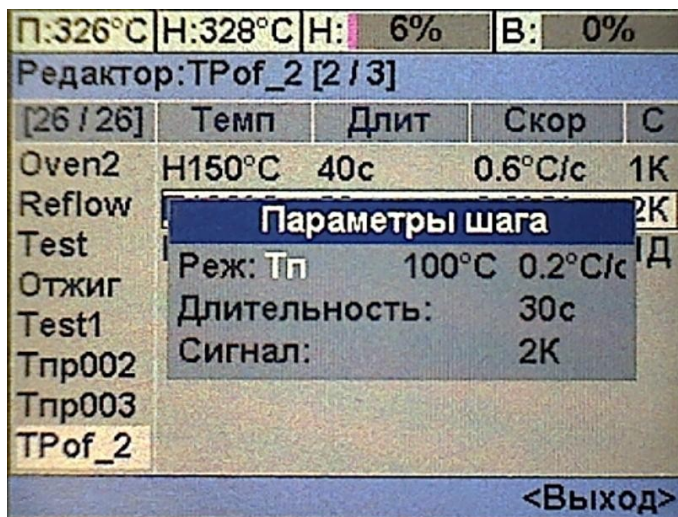 П:326°C H:328°C H: 6% В: 0%
Редактор:TPof_2 [2 / 3]
[26 / 26] Темп Длит Скор С
Oven2 Н150°C 40с 0.6°C/с 1К
Reflow 2К
Параметры шага
Test Д
Реж: Тп 100°C 0.2°C/с
Отжиг
Длительность: 30с
Test1
Сигнал: 2К
Тпр002
Тпр003
TPof_2
<Выход>